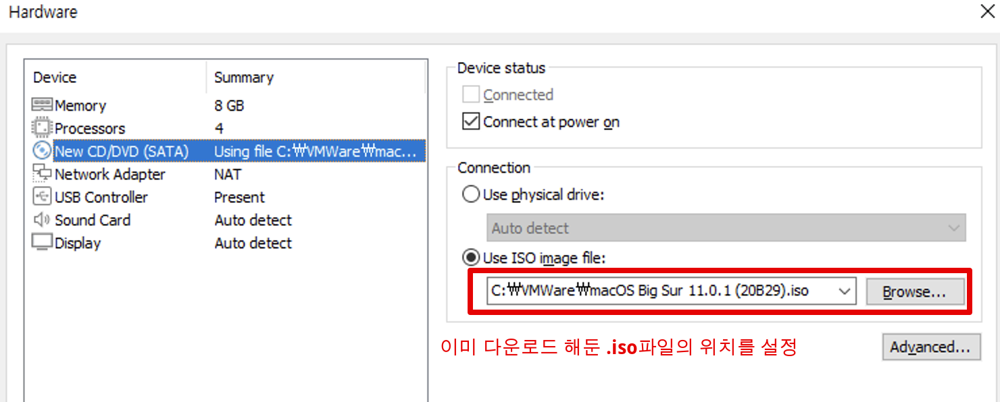 Hardware
Device Summary
Memory 8 GB
Processors 4
New CD/DVD (SATA) Using file C:₩VMWare₩mac...
Network Adapter NAT
USB Controller Present
Sound Card Auto detect
Display Auto detect
Device status
Connected
Connect at power on
Connection
Use physical drive:
Auto detect
Use ISO image file:
C:₩VMWare₩macOS Big Sur 11.0.1 (20B29).iso Browse...
이미 다운로드 해둔 .iso파일의 위치를 설정
Advanced...